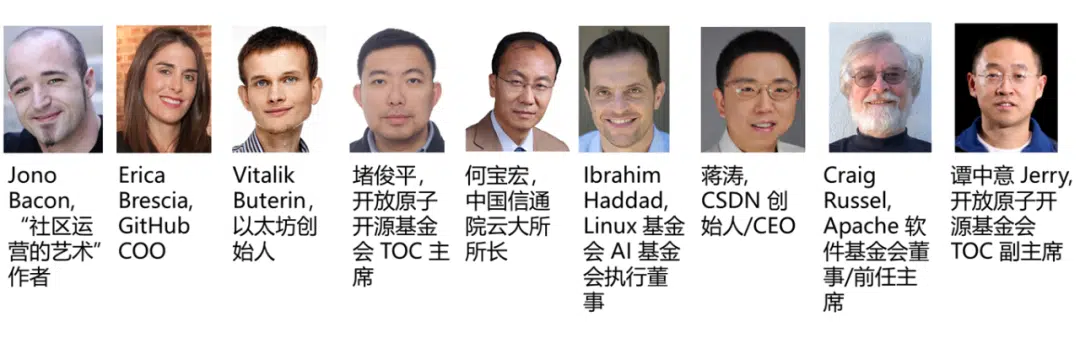 Jono
Bacon,
“社区运
营的艺术”
作者
Erica
Brescia,
GitHub
COO
Vitalik
Buterin，
以太坊创
始人
堵俊平，
开放原子
开源基金
会 TOC 主
席
何宝宏，
中国信通
院云大所
所长
Ibrahim
Haddad,
Linux 基金
会 AI 基金
会执行董
事
蒋涛，
CSDN 创
始人/CEO
Craig
Russel,
Apache 软
件基金会董
事/前任主
席
谭中意 Jerry,
开放原子开
源基金会
TOC 副主席